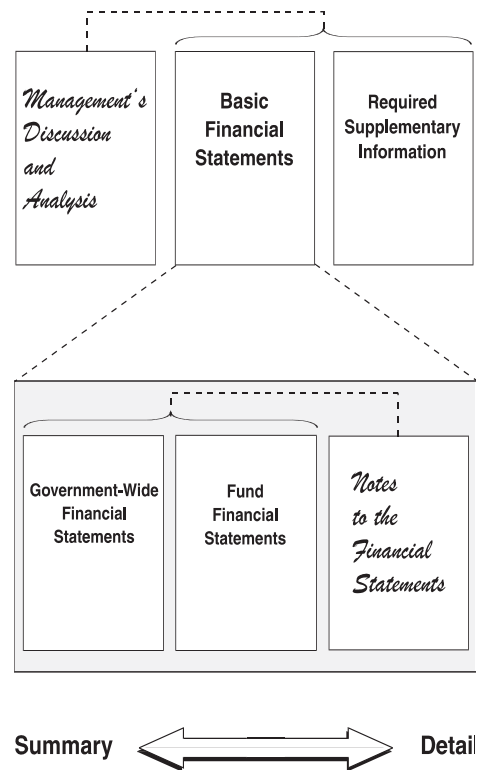 Management's
Discussion
and
Analysis
Basic
Financial
Statements
Required
Supplementary
Information
Government-Wide
Financial
Statements
Fund
Financial
Statements
Notes
to the
Financial
Statements
Summary
Detail